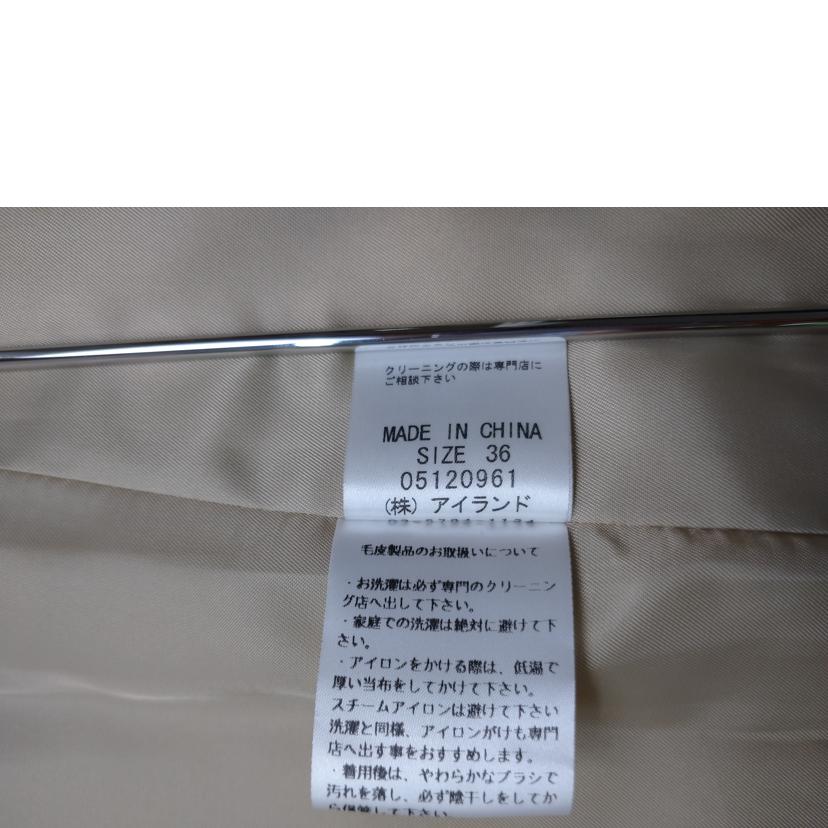 クリーニングの際は専門店に
ご相談下さい
MADE IN CHINA
SIZE 36
05120961
(株) アイランド
毛皮製品のお取扱いについて
・お洗濯は必ず専門のクリーニン
グ店へ出して下さい。
・家庭での洗濯は絶対に避けて下
さい。
・アイロンをかける際は、低温で
厚い当布をしてかけて下さい。
スチームアイロンは避けて下さい
洗濯と同様、アイロンがけも専門
店へ出す事をおすすめします。
・着用後は、やわらかなブラシで
汚れを落し、必ず陰干しをしてか
ら保管して下さい。